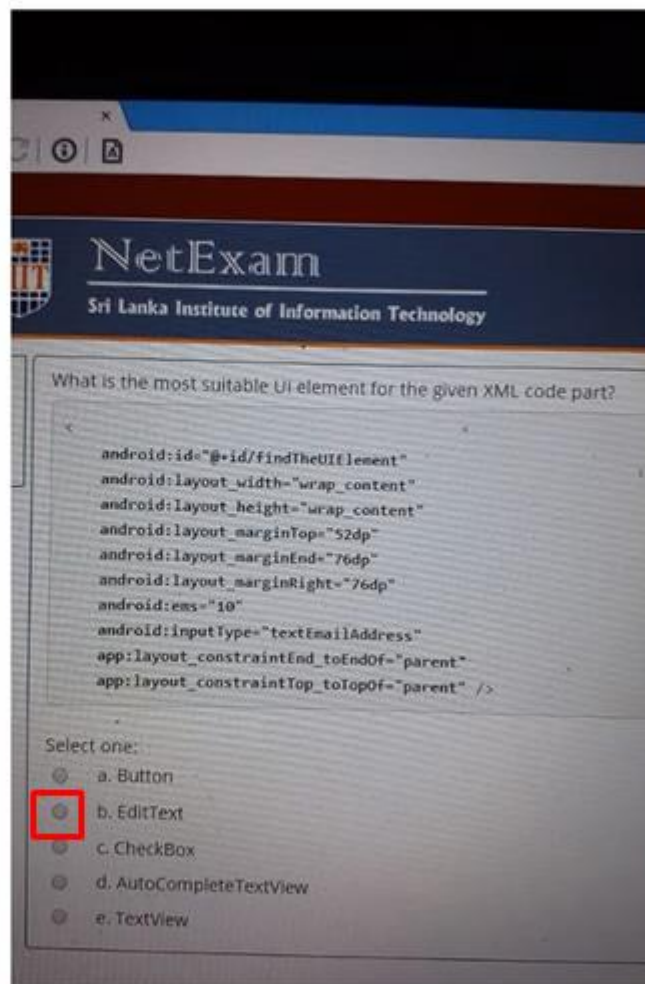 NetExam
Sri Lanka Institute of Information Technology
What is the most suitable UI element for the given XML code part?
<
android:id="@+id/findTheUIElement"
android:layout_width="wrap_content"
android:layout_height="wrap_content"
android:layout_marginTop="52dp"
android:layout_marginEnd="76dp"
android:layout_marginRight="76dp"
android:ems="10"
android:inputType="textEmailAddress"
app:layout_constraintEnd_toEndOf="parent"
app:layout_constraintTop_toTopOf="parent" />
Select one:
a. Button
b. EditText
c. CheckBox
d. AutoCompleteTextView
e. TextView